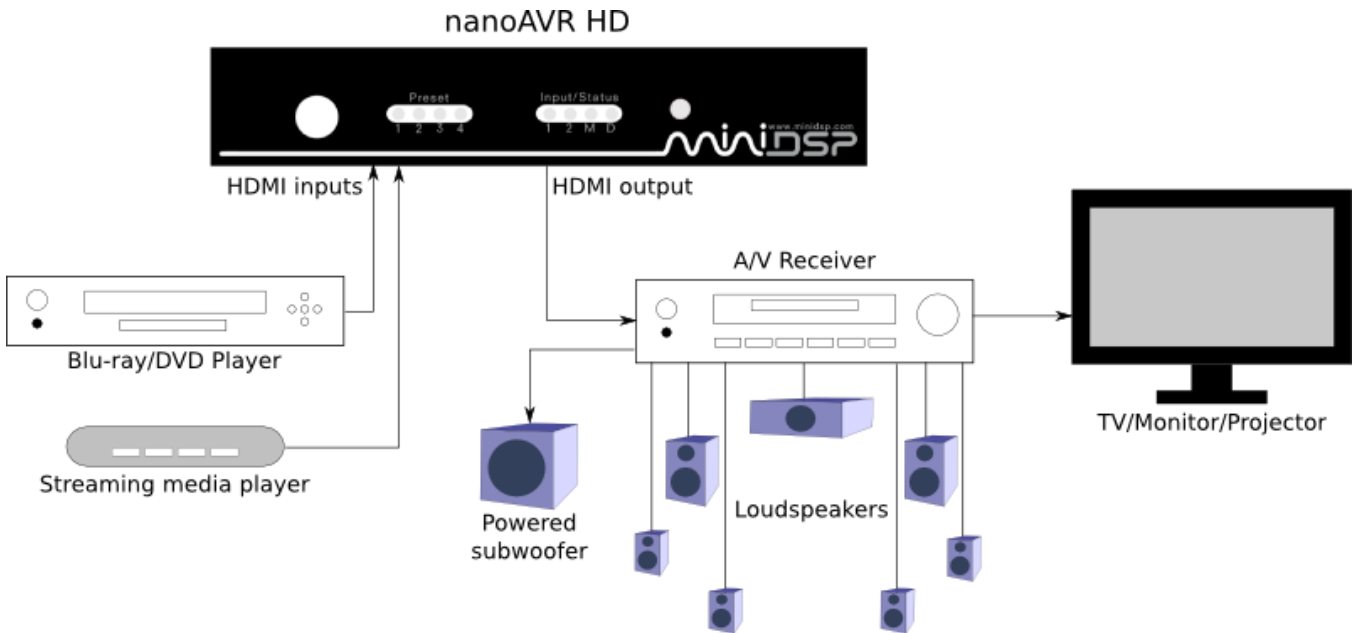 nanoAVR HD
Preset
1 2 3 4
Input/Status
1 2 M D
www.minidsp.com
miniDSP
HDMI inputs
HDMI output
A/V Receiver
Blu-ray/DVD Player
TV/Monitor/Projector
Streaming media player
Loudspeakers
Powered
subwoofer